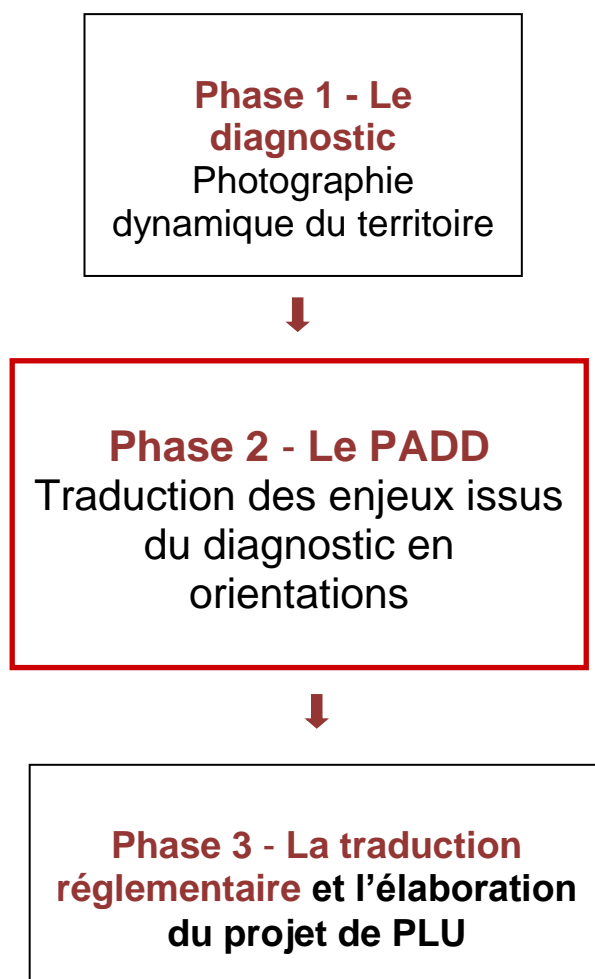 Phase 1 - Le
diagnostic
Photographie
dynamique du territoire
Phase 2 - Le PADD
Traduction des enjeux issus
du diagnostic en
orientations
Phase 3 - La traduction
réglementaire et l’élaboration
du projet de PLU